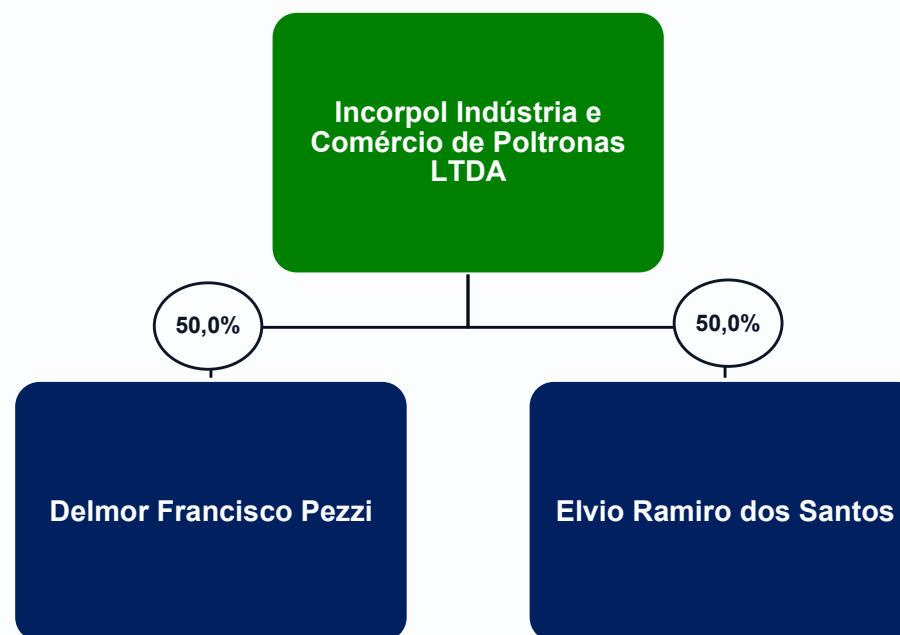 Incorpol Indústria e
Comércio de Poltronas
LTDA
50,0%
50,0%
Delmor Francisco Pezzi
Elvio Ramiro dos Santos